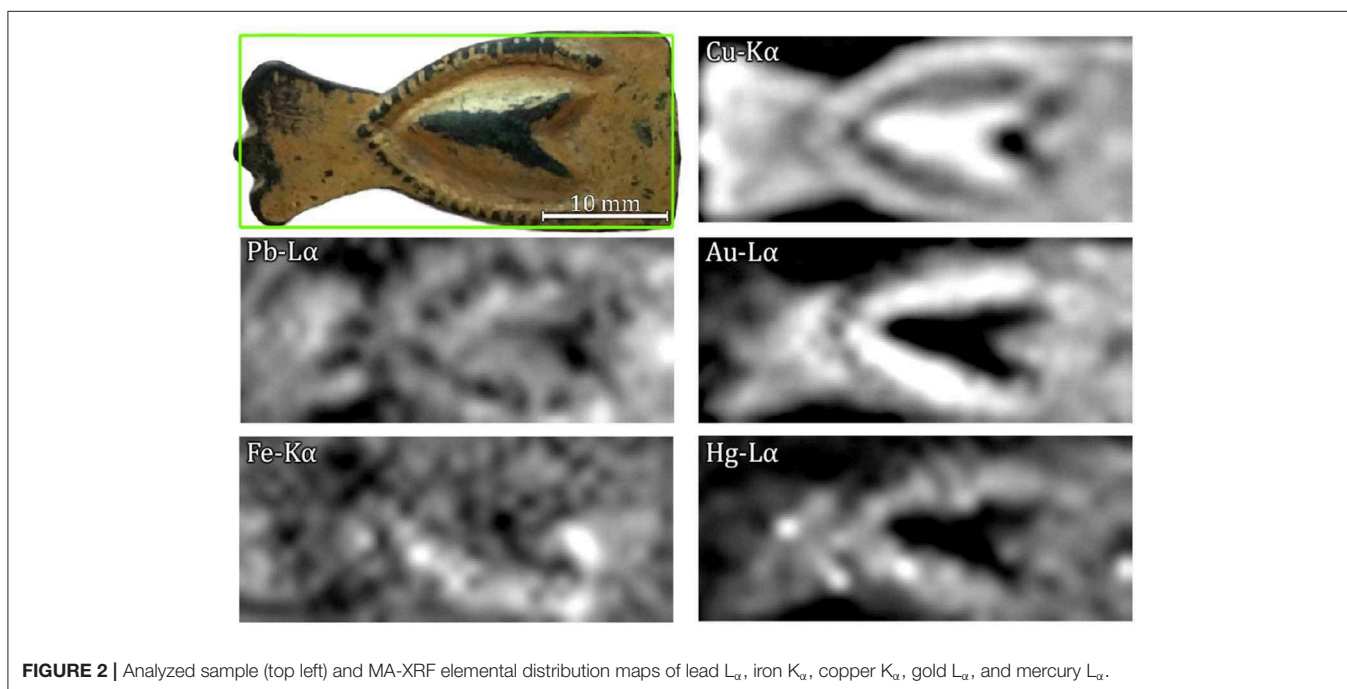 Cu-Kα
10 mm
Pb-Lα
Au-Lα
Fe-Kα
Hg-Lα
FIGURE 2 | Analyzed sample (top left) and MA-XRF elemental distribution maps of lead Lα, iron Kα, copper Kα, gold Lα, and mercury Lα.